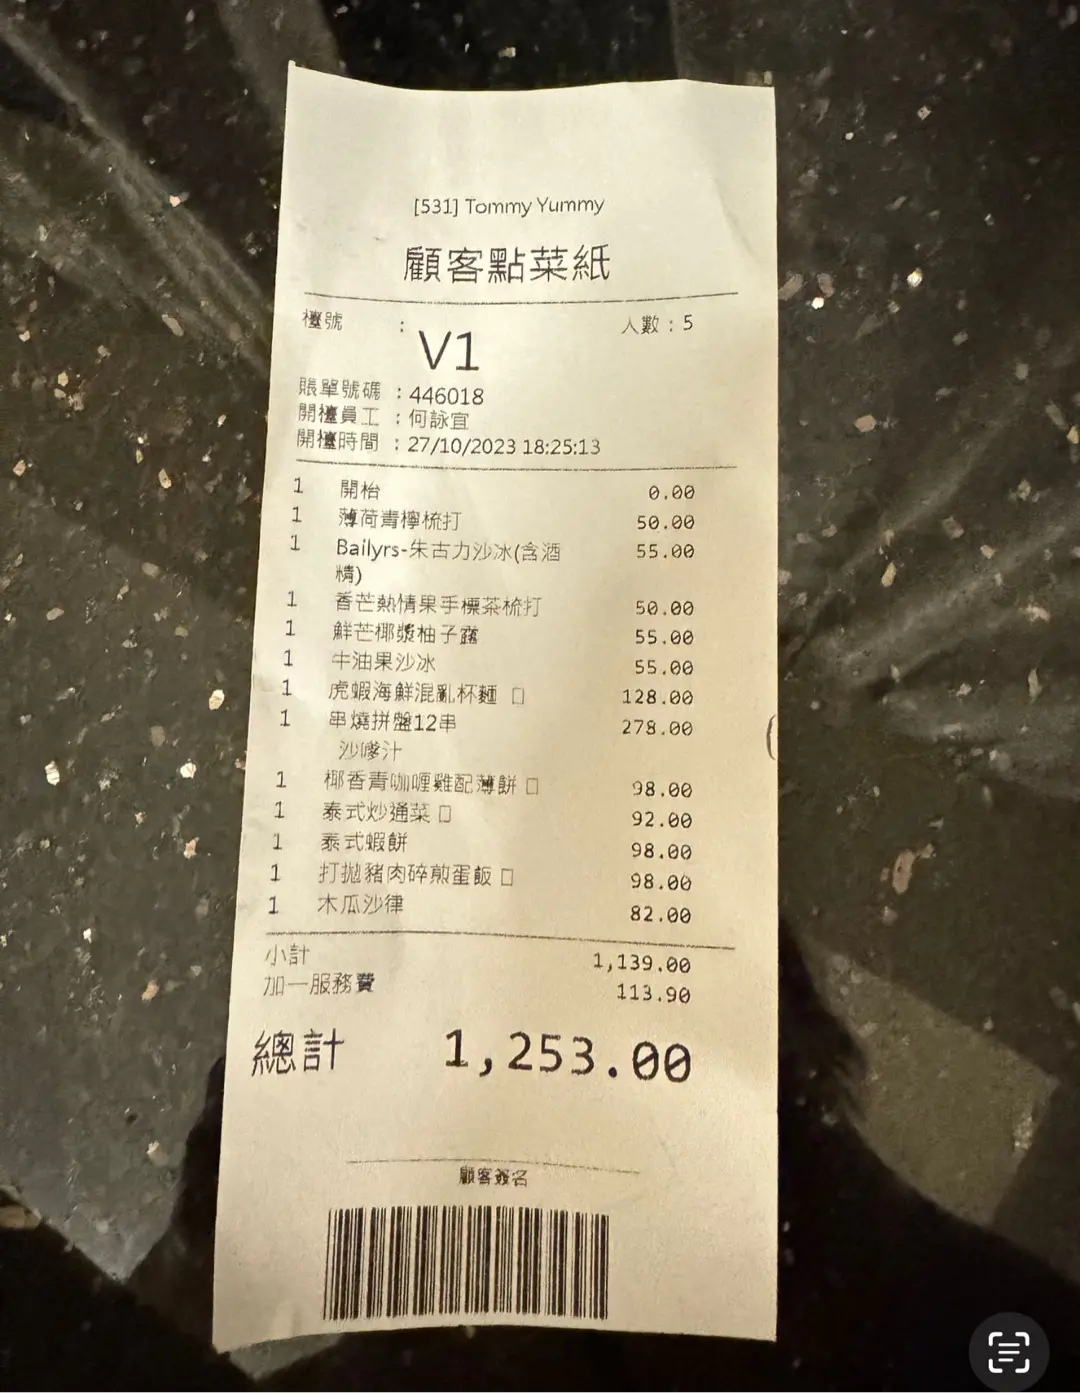 [531] Tommy Yummy
顧客點菜紙
檯號 : V1 人數 : 5
賬單號碼 : 446018
開檯員工 : 何詠宜
開檯時間 : 27/10/2023 18:25:13
1 開枱 0.00
1 薄荷青檸梳打 50.00
1 Bailyrs-朱古力沙冰(含酒 55.00
精)
1 香芒熱情果手標茶梳打 50.00
1 鮮芒椰漿柚子露 55.00
1 牛油果沙冰 55.00
1 虎蝦海鮮混亂杯麵 □ 128.00
1 串燒拼盤12串 278.00
沙嗲汁
1 椰香青咖喱雞配薄餅 □ 98.00
1 泰式炒通菜 □ 92.00
1 泰式蝦餅 98.00
1 打拋豬肉碎煎蛋飯 □ 98.00
1 木瓜沙律 82.00
小計 1,139.00
加一服務費 113.90
總計 1,253.00
顧客簽名